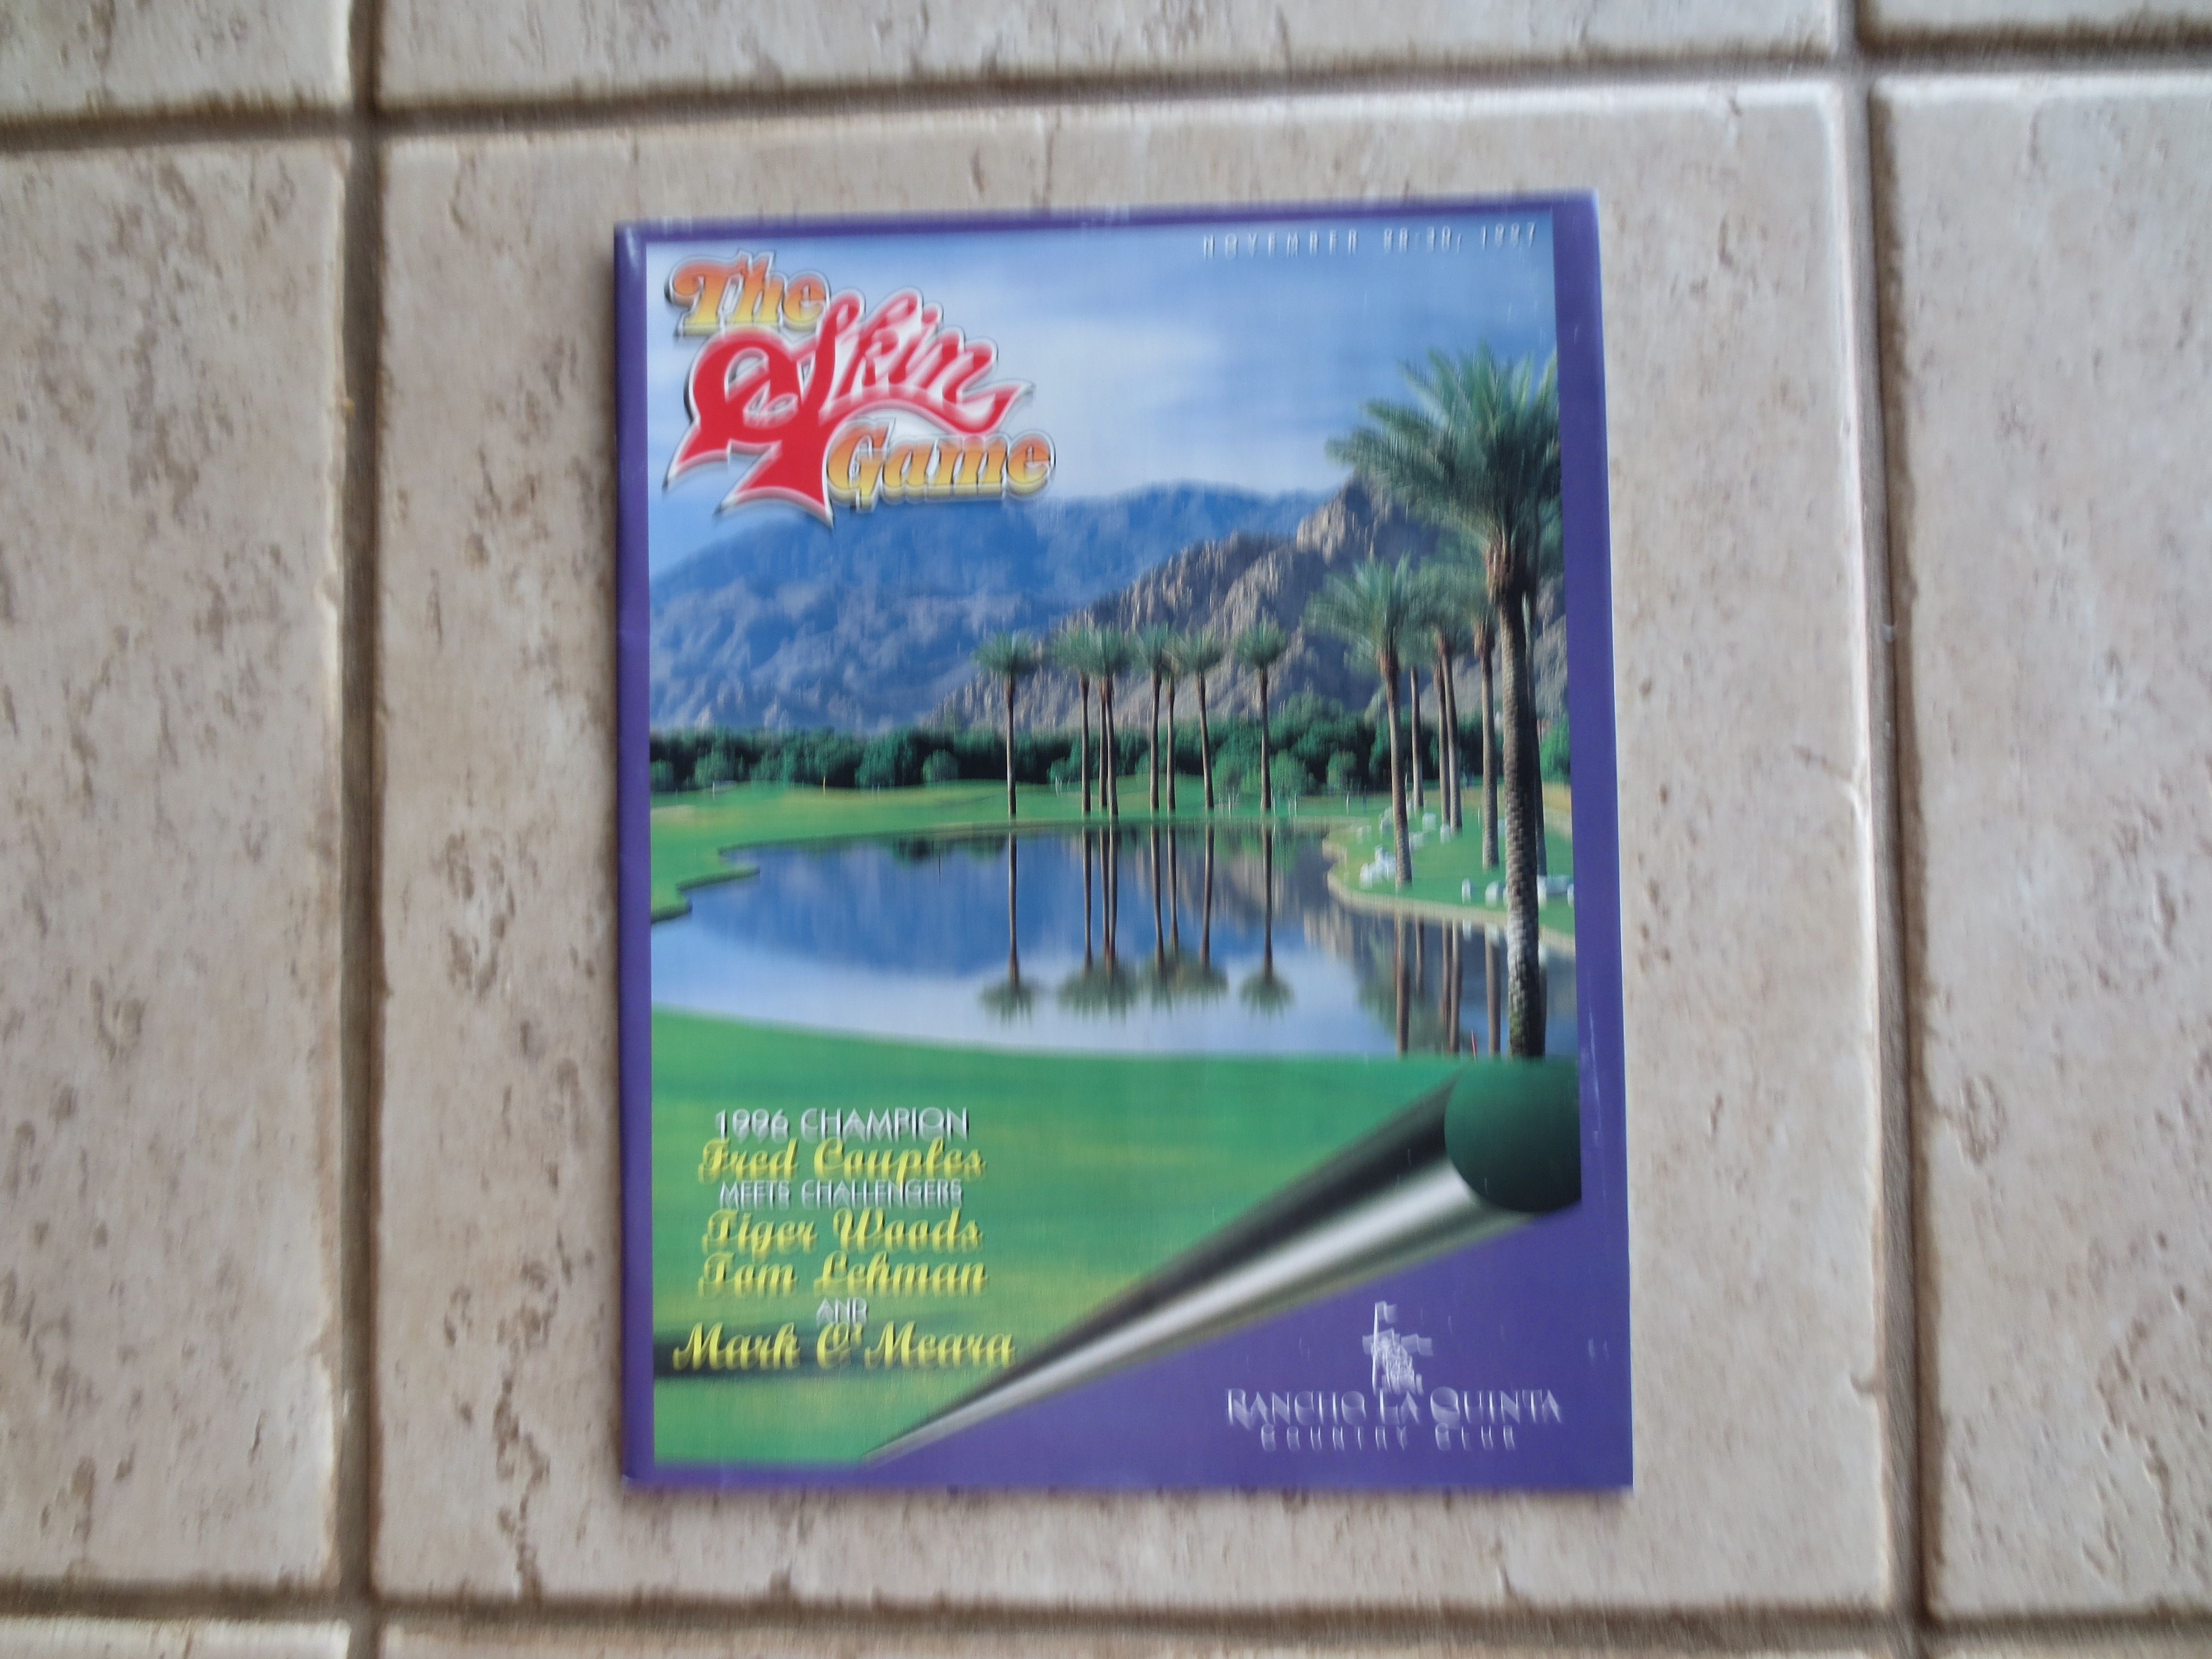 NOVEMBER 1997
The
Skin
Game
1996 CHAMPION
Fred Couples
MEETS CHALLENGERS
Tiger Woods
Tom Lehman
AND
Mark O'Meara
RANCHO LA QUINTA
COUNTRY CLUB